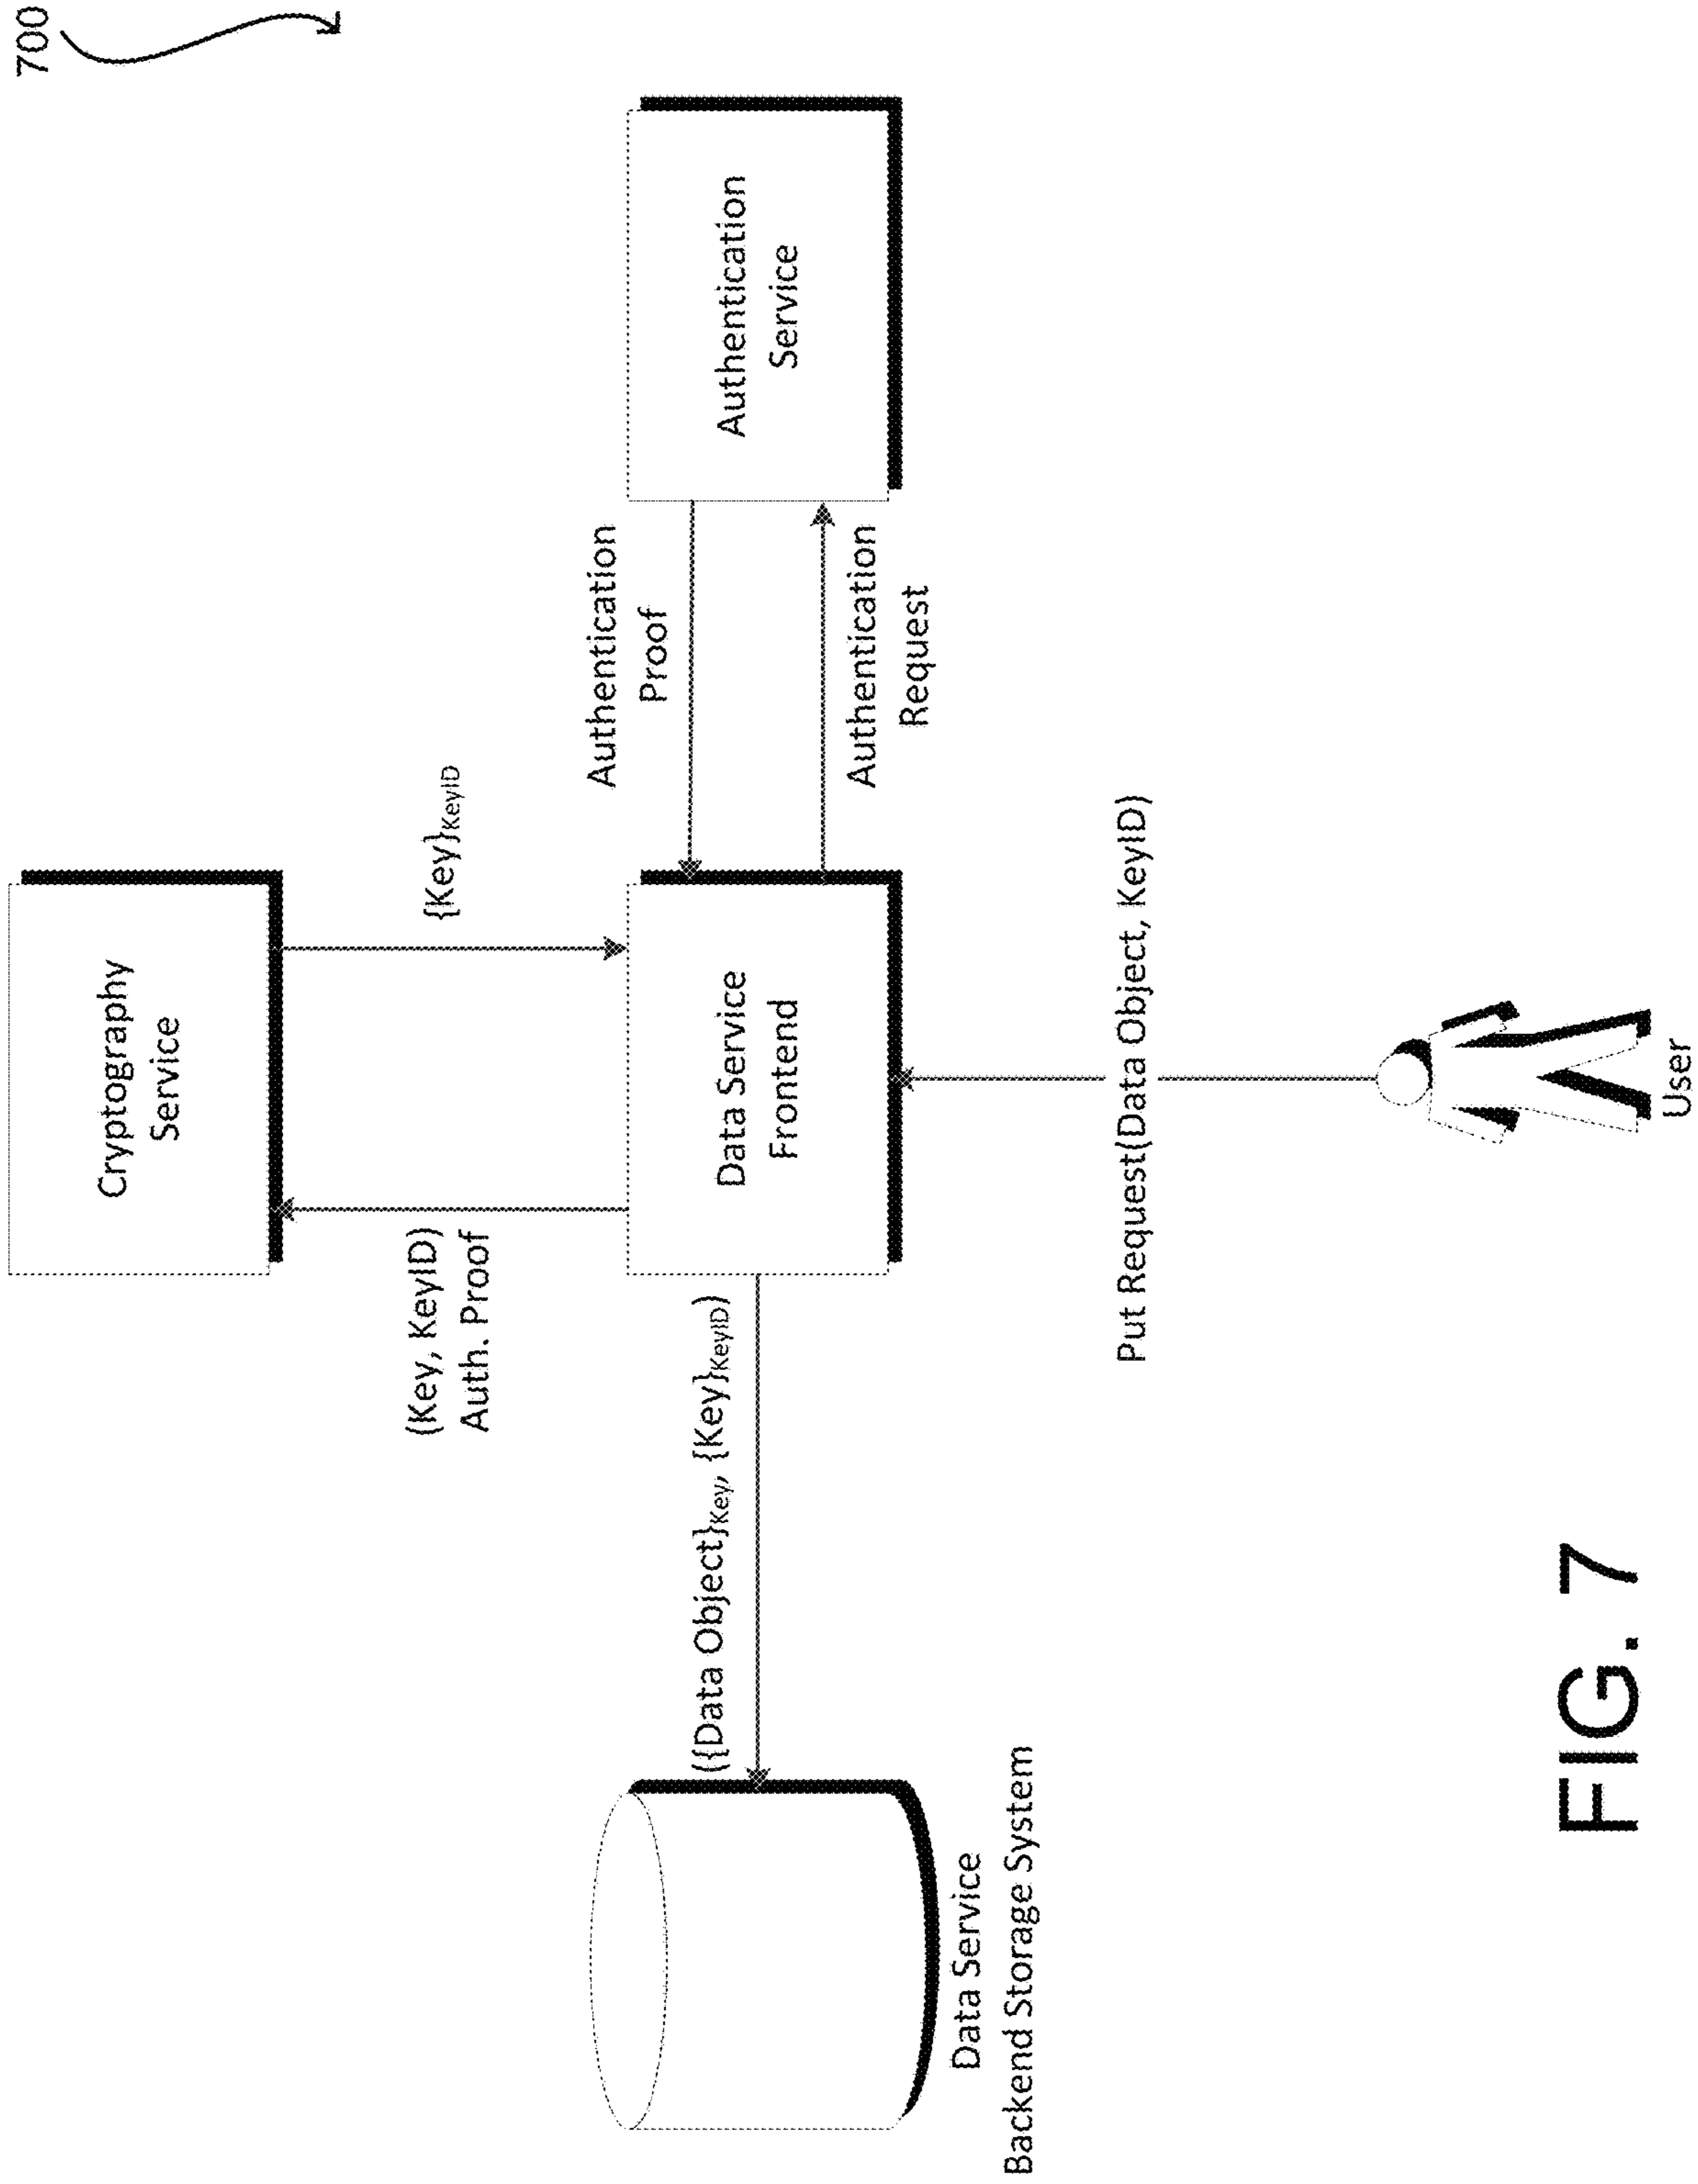 700
Cryptography
Service
(Key, KeyID)
Auth. Proof
{Key}KeyID
Authentication
Proof
({Data Object}Key, {Key}KeyID)
Data Service
Frontend
Authentication
Service
Authentication
Request
Data Service
Backend Storage System
Put Request(Data Object, KeyID)
User
FIG. 7